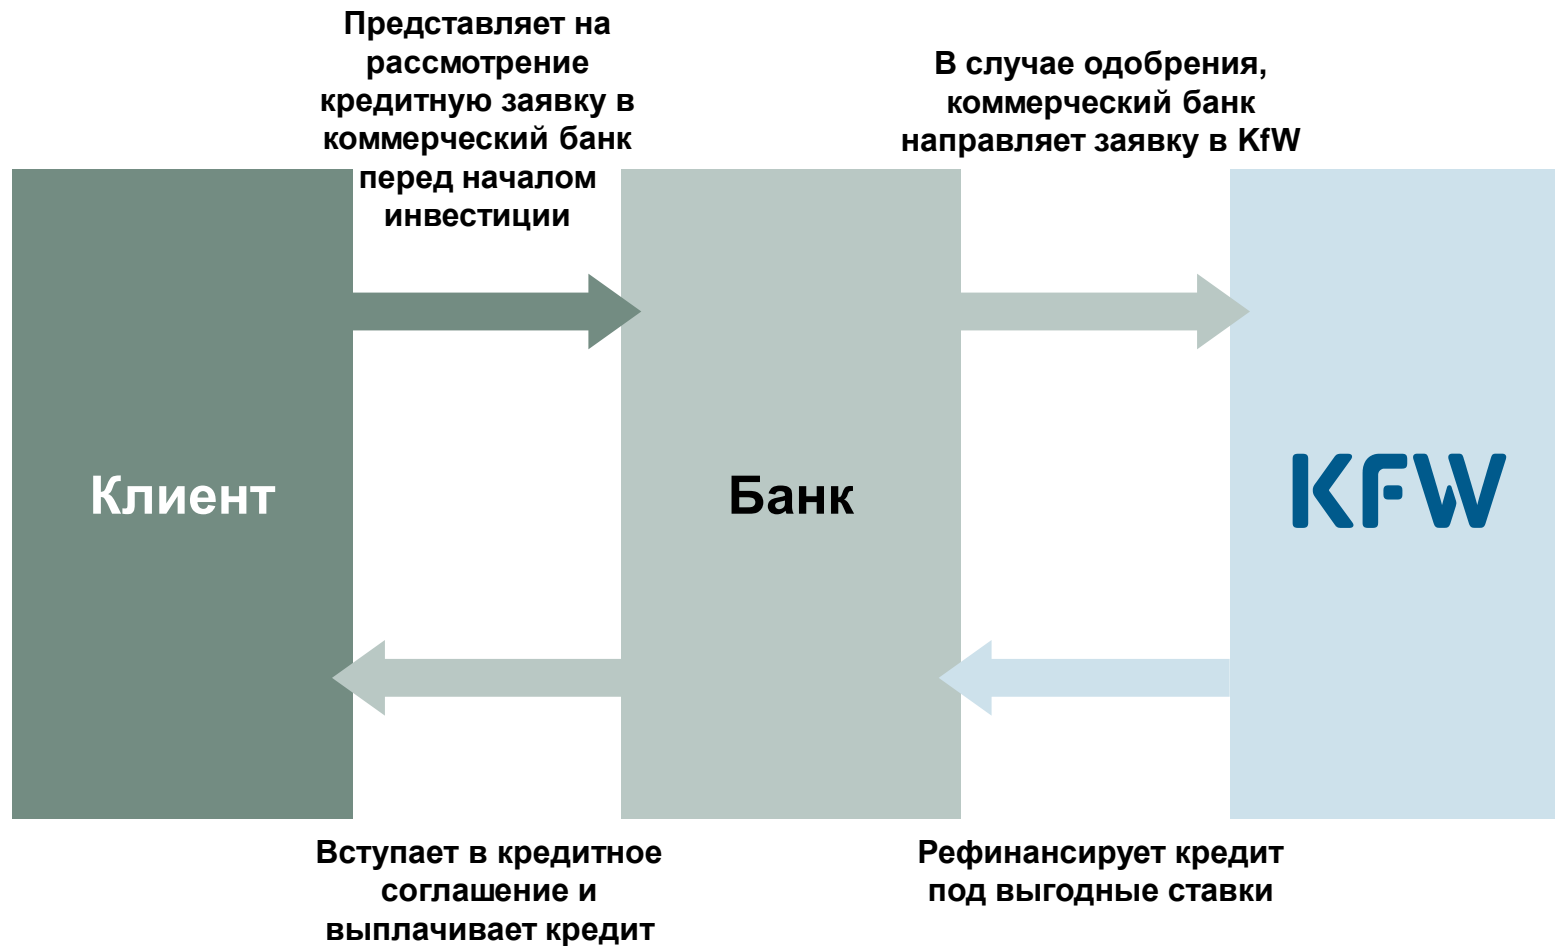 Представляет на
рассмотрение
кредитную заявку в
коммерческий банк
перед началом
инвестиции
В случае одобрения,
коммерческий банк
направляет заявку в KfW
Клиент
Банк
KFW
Вступает в кредитное
соглашение и
выплачивает кредит
Рефинансирует кредит
под выгодные ставки